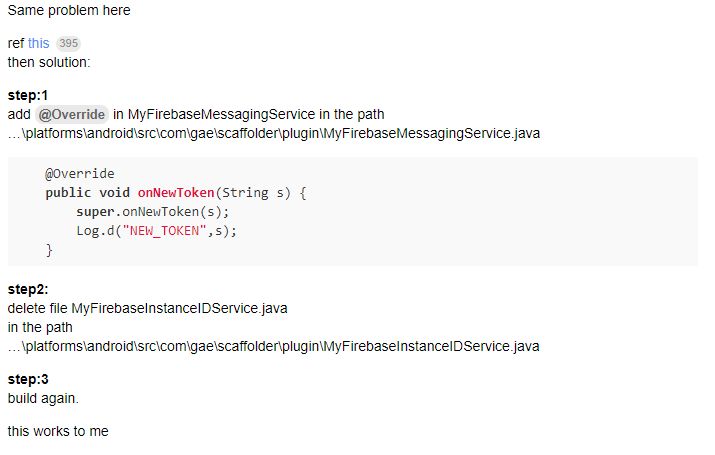 Same problem here
ref this 395
then solution:
step:1
add @Override in MyFirebaseMessagingService in the path
…\platforms\android\src\com\gae\scaffolder\plugin\MyFirebaseMessagingService.java
@Override
public void onNewToken(String s) {
super.onNewToken(s);
Log.d("NEW_TOKEN",s);
}
step2:
delete file MyFirebaseInstanceIDService.java
in the path
…\platforms\android\src\com\gae\scaffolder\plugin\MyFirebaseInstanceIDService.java
step:3
build again.
this works to me